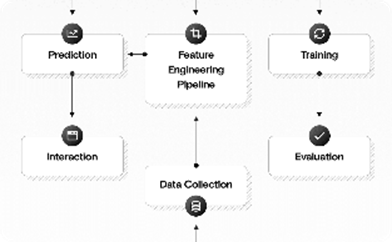 Prediction
Feature
Engineering
Pipeline
Training
Interaction
Evaluation
Data Collection